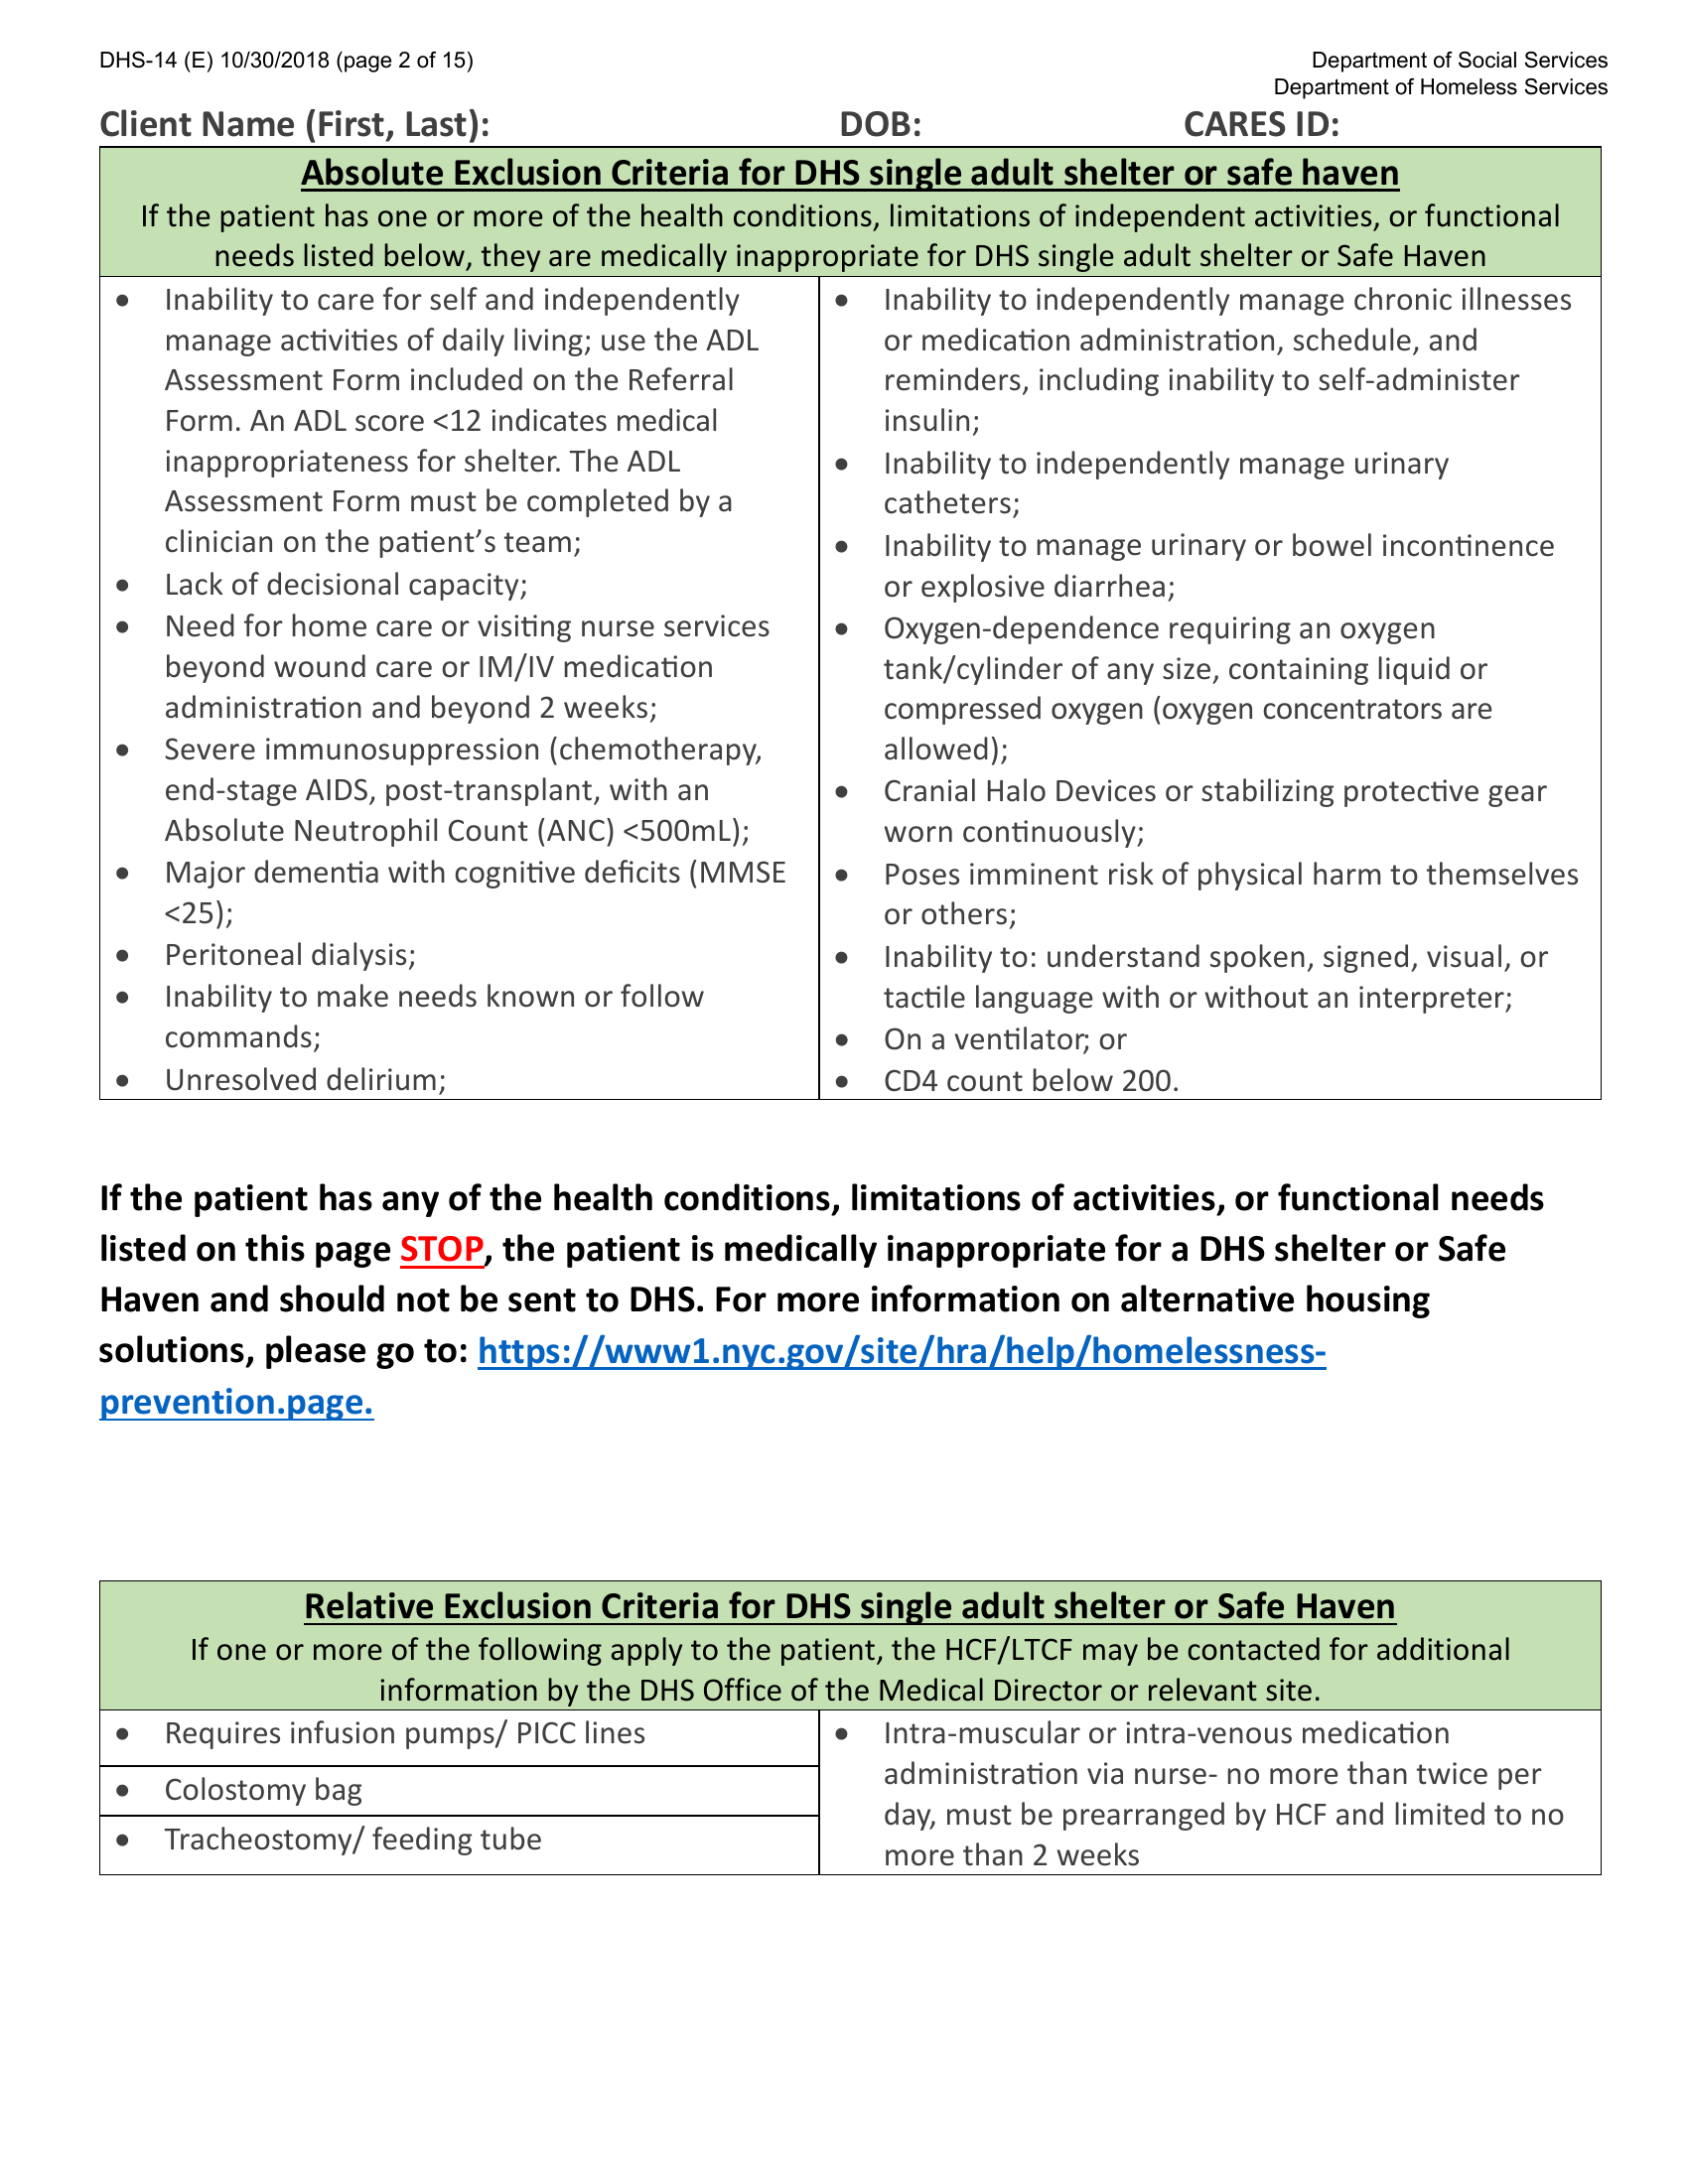 DHS-14 (E) 10/30/2018 (page 2 of 15)
Department of Social Services
Department of Homeless Services
Client Name (First, Last): DOB: CARES ID:
Absolute Exclusion Criteria for DHS single adult shelter or safe haven
If the patient has one or more of the health conditions, limitations of independent activities, or functional
needs listed below, they are medically inappropriate for DHS single adult shelter or Safe Haven
• Inability to care for self and independently
manage activities of daily living; use the ADL
Assessment Form included on the Referral
Form. An ADL score <12 indicates medical
inappropriateness for shelter. The ADL
Assessment Form must be completed by a
clinician on the patient’s team;
• Lack of decisional capacity;
• Need for home care or visiting nurse services
beyond wound care or IM/IV medication
administration and beyond 2 weeks;
• Severe immunosuppression (chemotherapy,
end-stage AIDS, post-transplant, with an
Absolute Neutrophil Count (ANC) <500mL);
• Major dementia with cognitive deficits (MMSE
<25);
• Peritoneal dialysis;
• Inability to make needs known or follow
commands;
• Unresolved delirium;
• Inability to independently manage chronic illnesses
or medication administration, schedule, and
reminders, including inability to self-administer
insulin;
• Inability to independently manage urinary
catheters;
• Inability to manage urinary or bowel incontinence
or explosive diarrhea;
• Oxygen-dependence requiring an oxygen
tank/cylinder of any size, containing liquid or
compressed oxygen (oxygen concentrators are
allowed);
• Cranial Halo Devices or stabilizing protective gear
worn continuously;
• Poses imminent risk of physical harm to themselves
or others;
• Inability to: understand spoken, signed, visual, or
tactile language with or without an interpreter;
• On a ventilator; or
• CD4 count below 200.
If the patient has any of the health conditions, limitations of activities, or functional needs
listed on this page STOP, the patient is medically inappropriate for a DHS shelter or Safe
Haven and should not be sent to DHS. For more information on alternative housing
solutions, please go to: https://www1.nyc.gov/site/hra/help/homelessness-
prevention.page.
Relative Exclusion Criteria for DHS single adult shelter or Safe Haven
If one or more of the following apply to the patient, the HCF/LTCF may be contacted for additional
information by the DHS Office of the Medical Director or relevant site.
• Requires infusion pumps/ PICC lines
• Colostomy bag
• Tracheostomy/ feeding tube
• Intra-muscular or intra-venous medication
administration via nurse- no more than twice per
day, must be prearranged by HCF and limited to no
more than 2 weeks